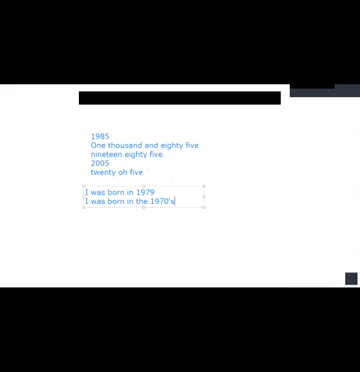 1985
One thousand and eighty five
nineteen eighty five
2005
twenty oh five
I was born in 1979
I was born in the 1970's